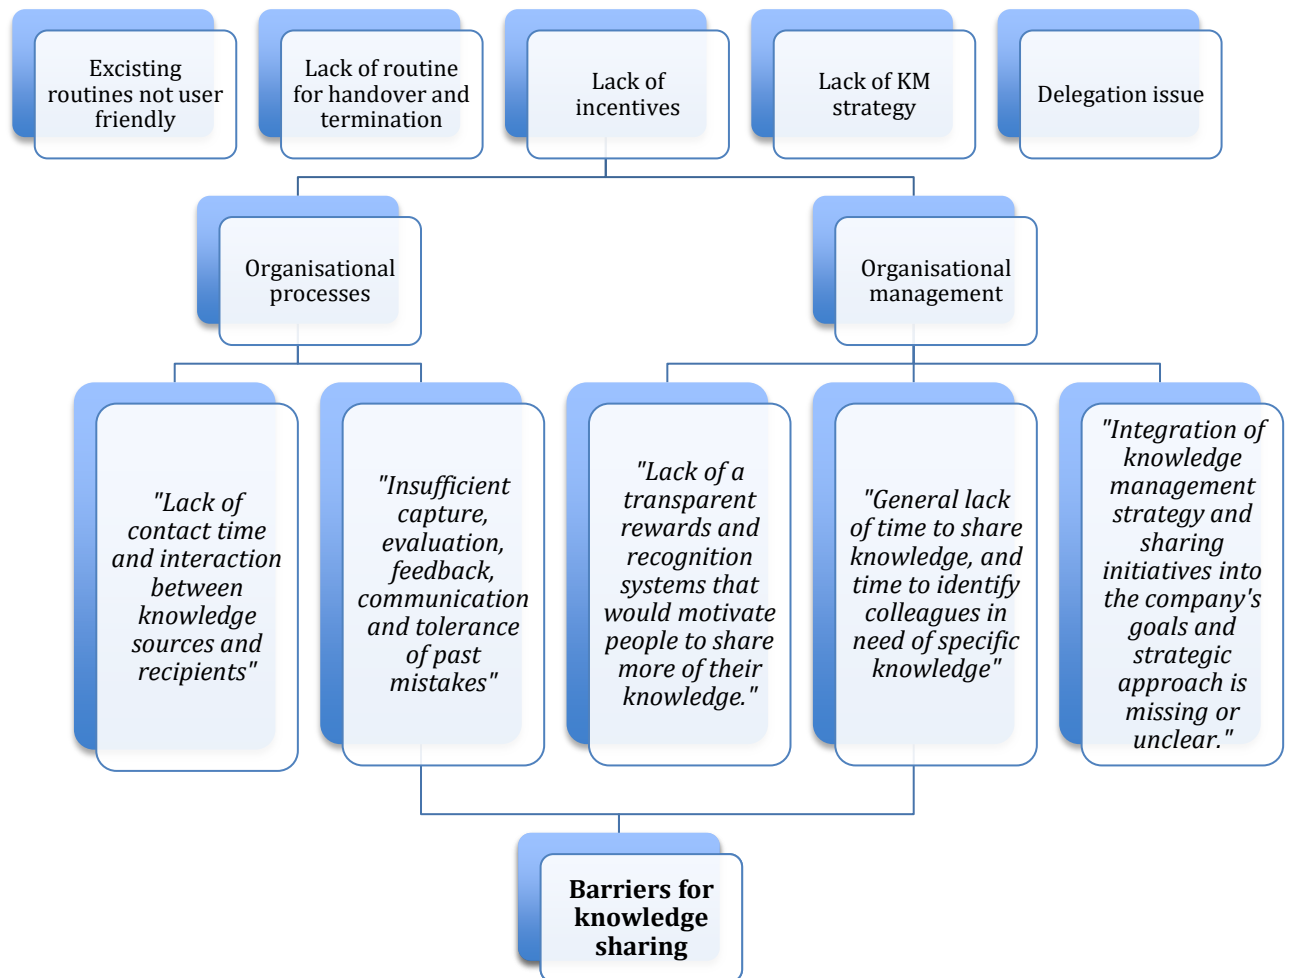 Excisting
routines not user
friendly
Lack of routine
for handover and
termination
Lack of
incentives
Lack of KM
strategy
Delegation issue
Organisational
processes
Organisational
management
"Lack of
contact time
and interaction
between
knowledge
sources and
recipients"
"Insufficient
capture,
evaluation,
feedback,
communication
and tolerance
of past
mistakes"
"Lack of a
transparent
rewards and
recognition
systems that
would motivate
people to share
more of their
knowledge."
"General lack
of time to share
knowledge, and
time to identify
colleagues in
need of specific
knowledge"
"Integration of
knowledge
management
strategy and
sharing
initiatives into
the company's
goals and
strategic
approach is
missing or
unclear."
Barriers for
knowledge
sharing